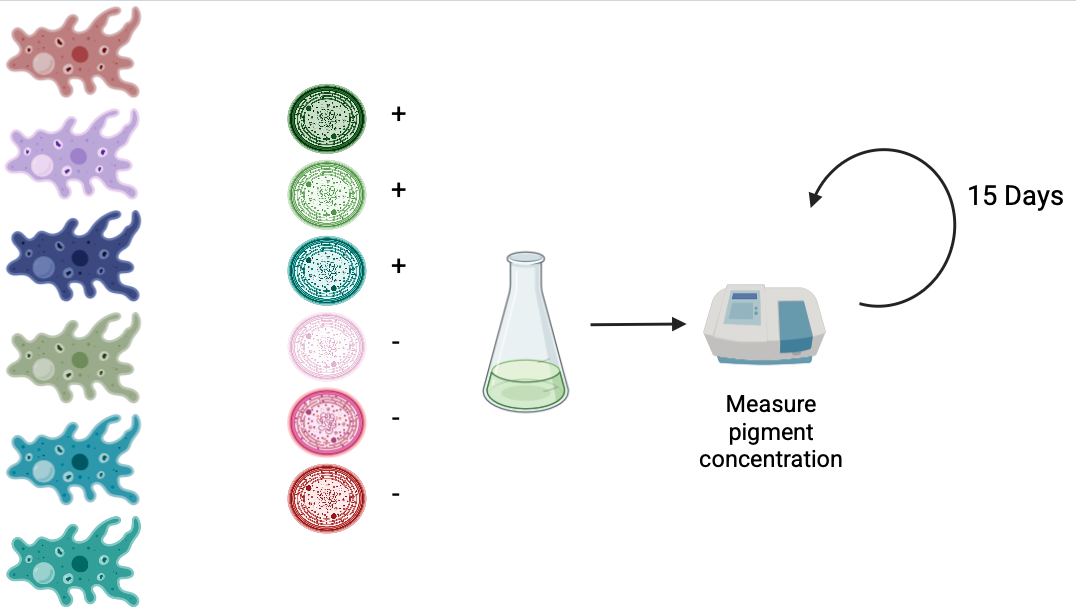 +
+
+
-
-
-
15 Days
Measure
pigment
concentration